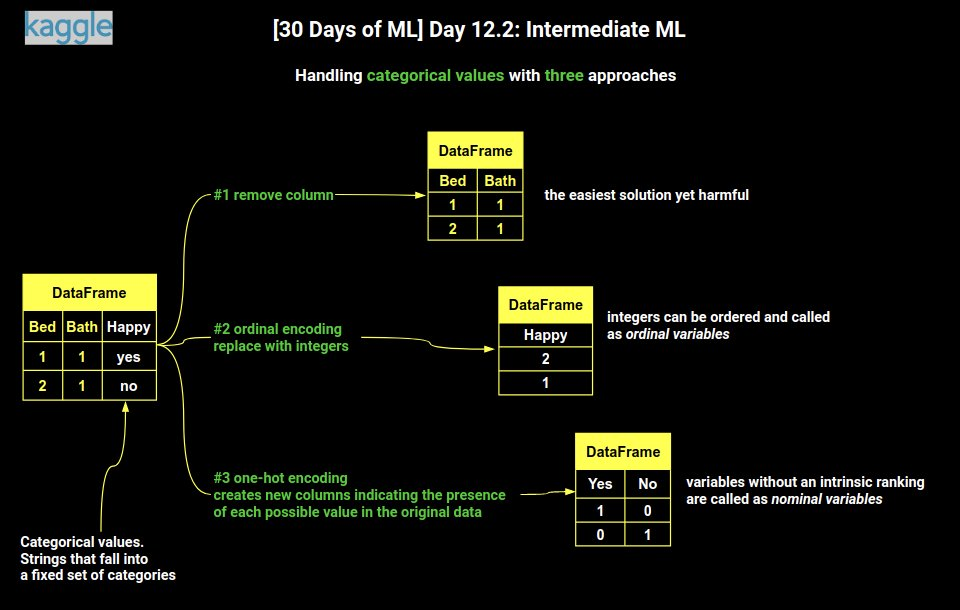 kaggle
[30 Days of ML] Day 12.2: Intermediate ML
Handling categorical values with three approaches
DataFrame
Bed Bath
1 1
2 1
#1 remove column
the easiest solution yet harmful
DataFrame
Bed Bath Happy
1 1 yes
2 1 no
#2 ordinal encoding
replace with integers
DataFrame
Happy
2
1
integers can be ordered and called
as ordinal variables
#3 one-hot encoding
creates new columns indicating the presence
of each possible value in the original data
DataFrame
Yes No
1 0
0 1
variables without an intrinsic ranking
are called as nominal variables
Categorical values.
Strings that fall into
a fixed set of categories